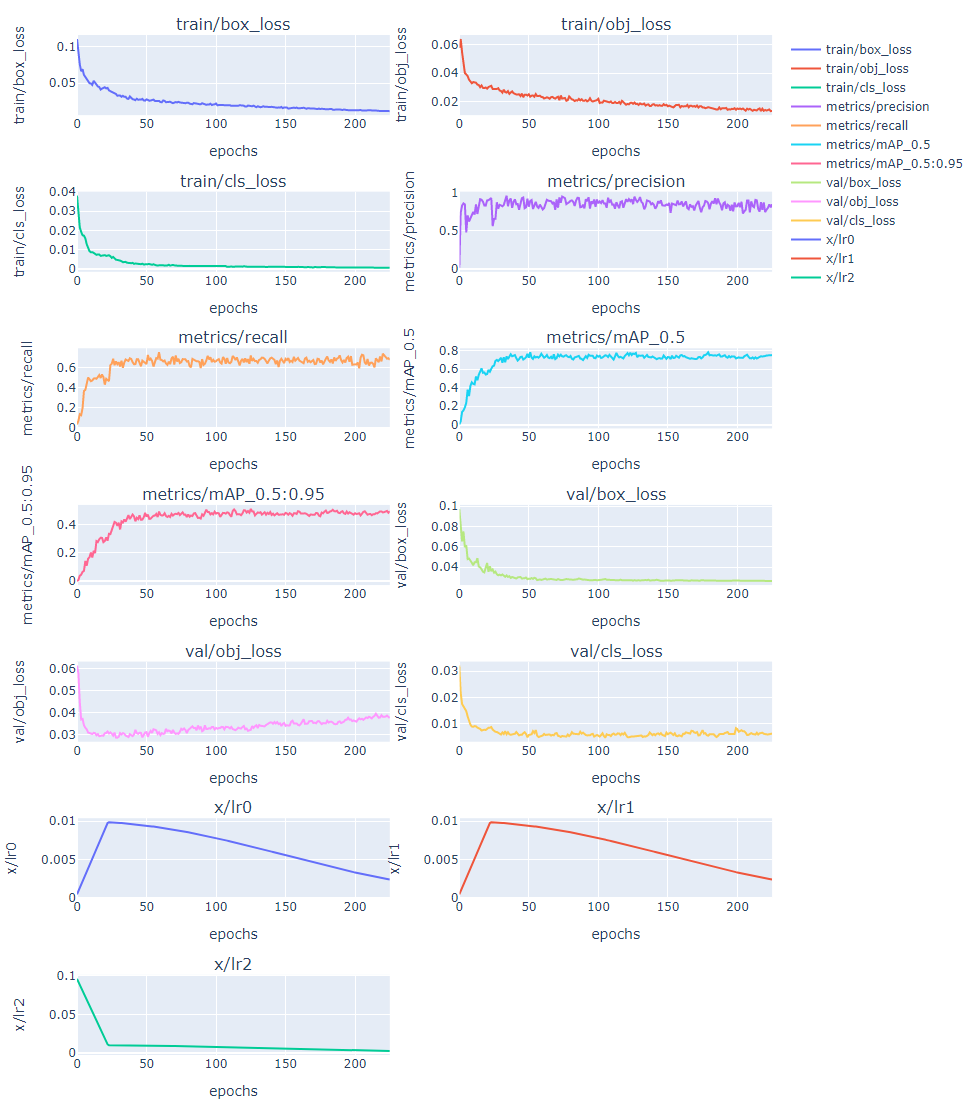 train/box_loss
train/box_loss
0.1
0.05
0
50
100
150
200
epochs
train/obj_loss
train/obj_loss
0.06
0.04
0.02
0
50
100
150
200
epochs
train/box_loss
train/obj_loss
train/cls_loss
metrics/precision
metrics/recall
metrics/mAP_0.5
metrics/mAP_0.5:0.95
val/box_loss
val/obj_loss
val/cls_loss
x/lr0
x/lr1
x/lr2
train/cls_loss
train/cls_loss
0.04
0.03
0.02
0.01
0
0
50
100
150
200
epochs
metrics/precision
metrics/precision
1
0.5
0
0
50
100
150
200
epochs
metrics/recall
metrics/recall
0.6
0.4
0.2
0
0
50
100
150
200
epochs
metrics/mAP_0.5
metrics/mAP_0.5
0.8
0.6
0.4
0.2
0
0
50
100
150
200
epochs
metrics/mAP_0.5:0.95
metrics/mAP_0.5:0.95
0.4
0.2
0
0
50
100
150
200
epochs
val/box_loss
val/box_loss
0.1
0.08
0.06
0.04
0
50
100
150
200
epochs
val/obj_loss
val/obj_loss
0.06
0.05
0.04
0.03
0
50
100
150
200
epochs
val/cls_loss
val/cls_loss
0.03
0.02
0.01
0
50
100
150
200
epochs
x/lr0
x/lr0
0.01
0.005
0
0
50
100
150
200
epochs
x/lr1
x/lr1
0.01
0.005
0
0
50
100
150
200
epochs
x/lr2
x/lr2
0.1
0.05
0
0
50
100
150
200
epochs